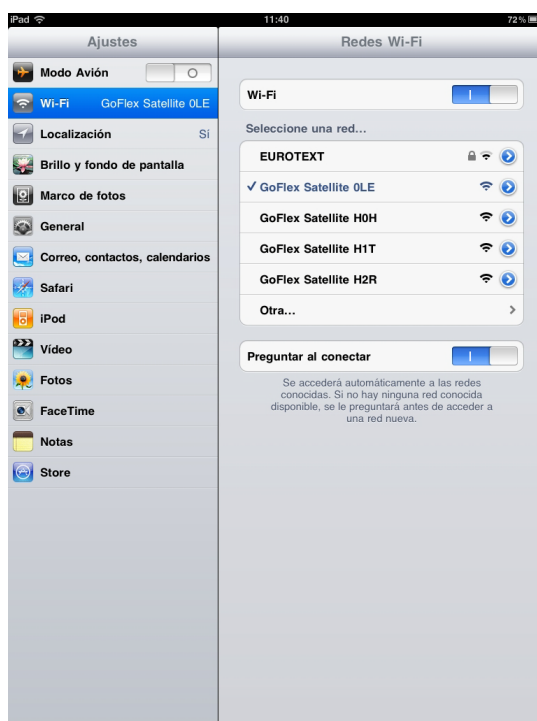 iPad 11:40 72%
Ajustes
Modo Avión
Wi-Fi GoFlex Satellite 0LE
Localización Sí
Brillo y fondo de pantalla
Marco de fotos
General
Correo, contactos, calendarios
Safari
iPod
Vídeo
Fotos
FaceTime
Notas
Store
Redes Wi-Fi
Wi-Fi
Seleccione una red...
EUROTEXT
GoFlex Satellite 0LE
GoFlex Satellite H0H
GoFlex Satellite H1T
GoFlex Satellite H2R
Otra...
Preguntar al conectar
Se accederá automáticamente a las redes
conocidas. Si no hay ninguna red conocida
disponible, se le preguntará antes de acceder a
una red nueva.